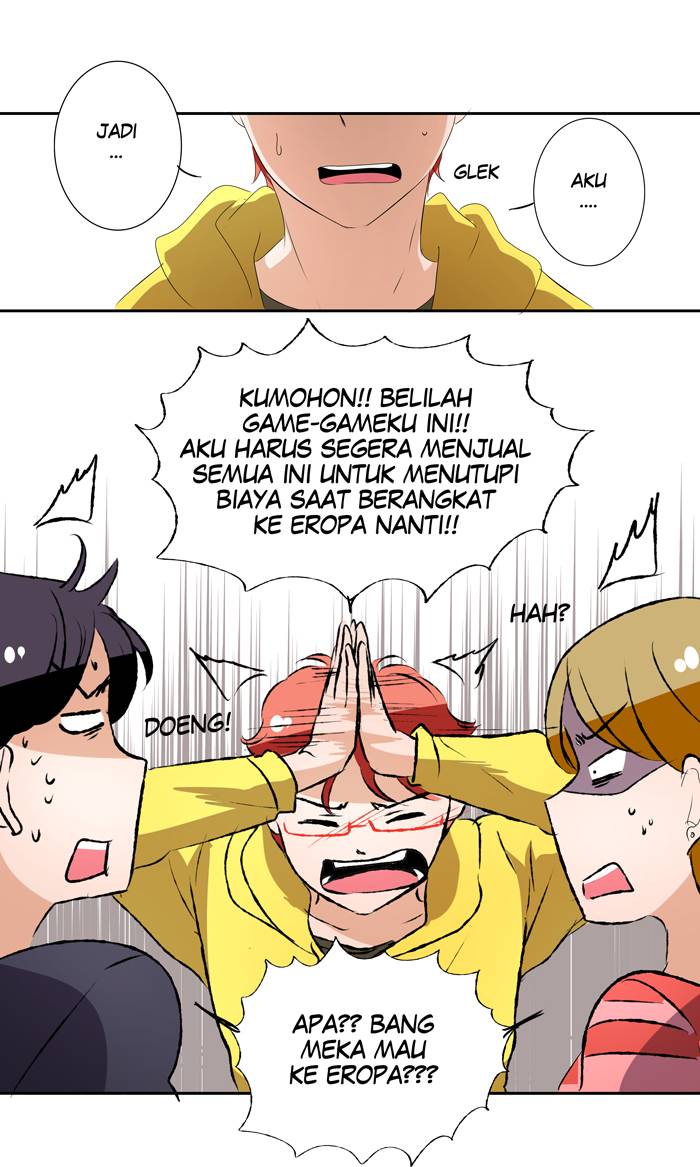 JADI
...
GLEK
AKU
....
KUMOHON!! BELILAH
GAME-GAMEKU INI!!
AKU HARUS SEGERA MENJUAL
SEMUA INI UNTUK MENUTUPI
BIAYA SAAT BERANGKAT
KE EROPA NANTI!!
HAH?
DOENG!
APA?? BANG
MEKA MAU
KE EROPA???